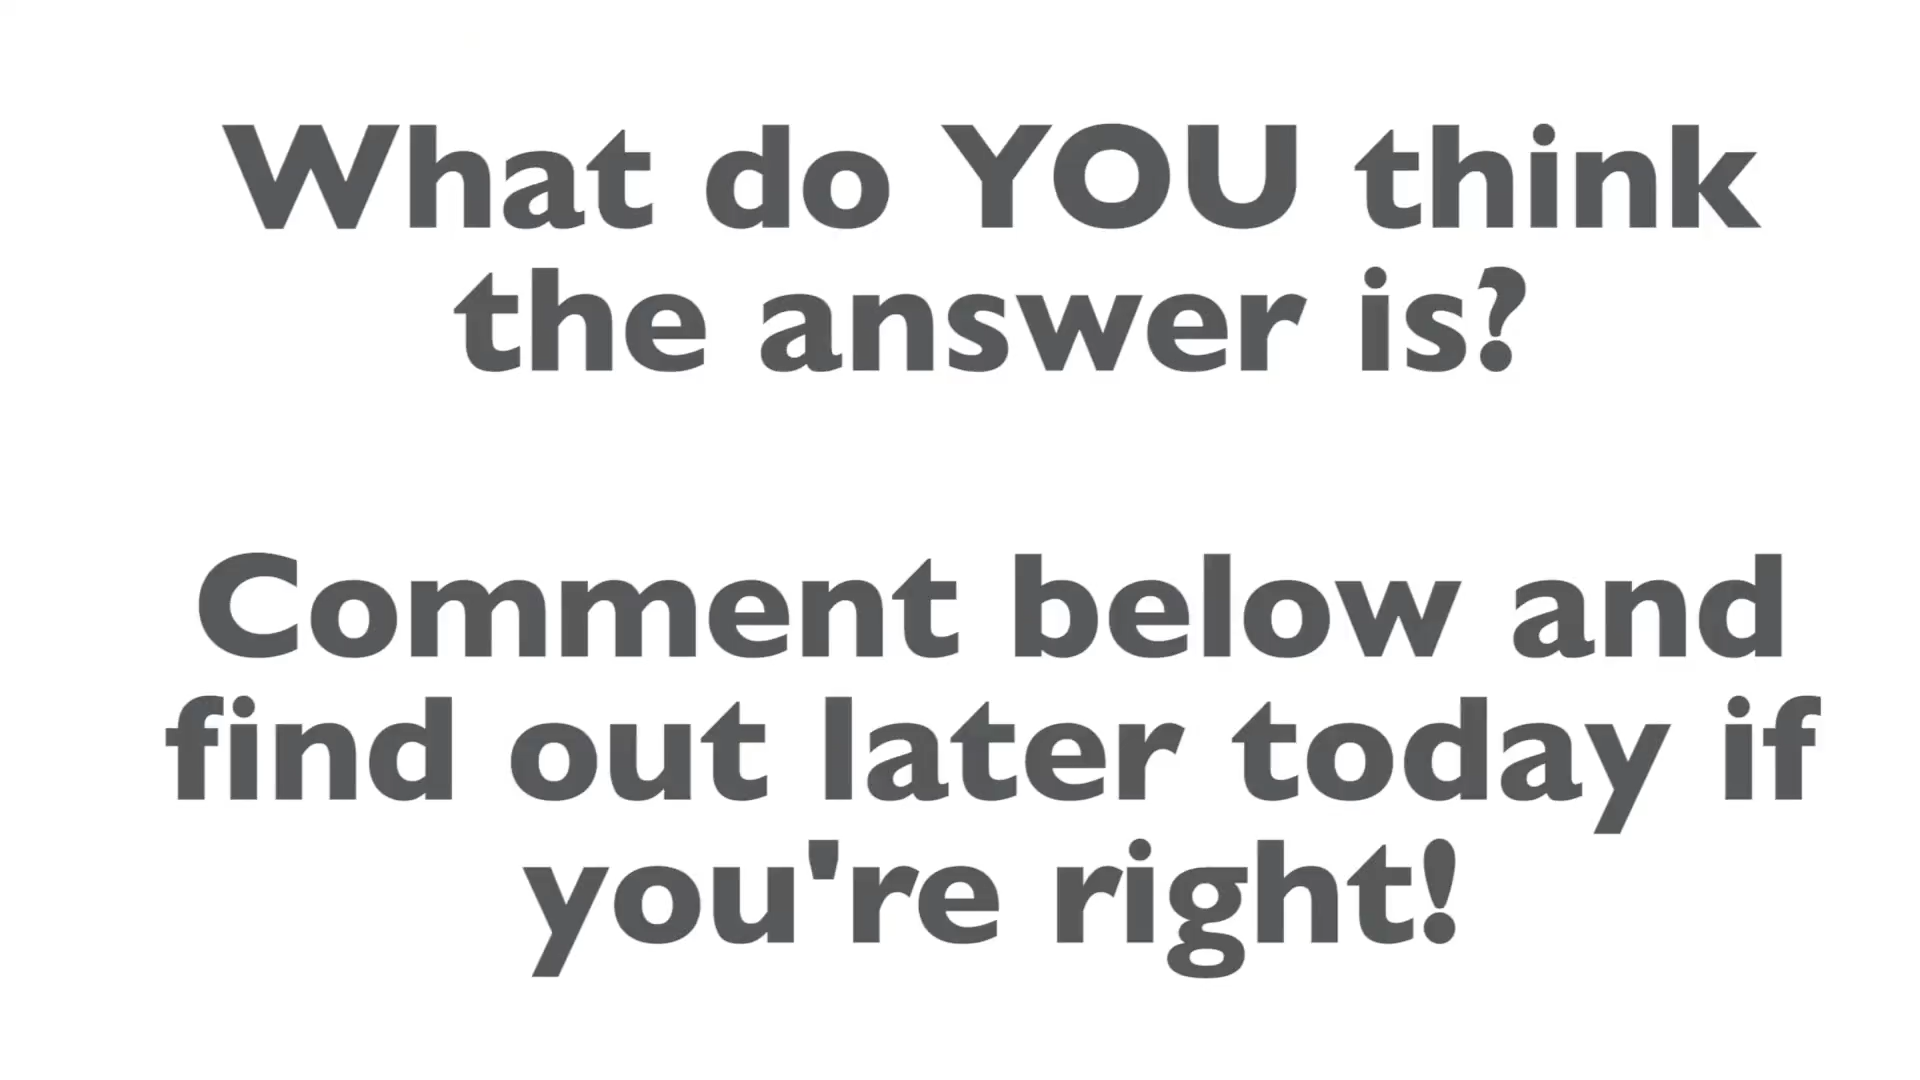 What do YOU think
the answer is?
Comment below and
find out later today if
you're right!